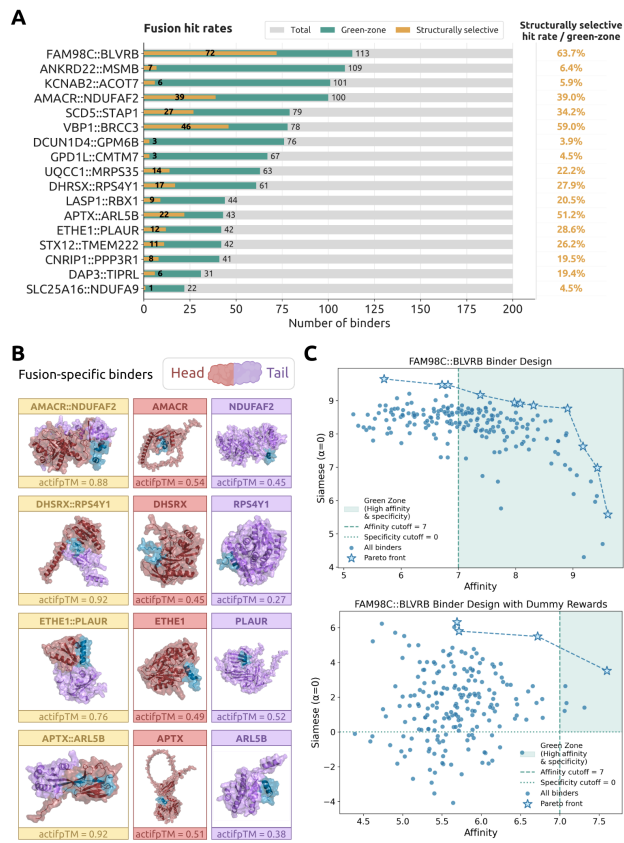 A
Fusion hit rates
Total
Green-zone
Structurally selective
Structurally selective
hit rate / green-zone
FAM98C::BLVRB
72
113
63.7%
ANKRD22::MSMB
7
109
6.4%
KCNAB2::ACOT7
6
101
5.9%
AMACR::NDUFAF2
39
100
39.0%
SCD5::STAP1
27
79
34.2%
VBP1::BRCC3
46
78
59.0%
DCUN1D4::GPM6B
3
76
3.9%
GPD1L::CMTM7
3
67
4.5%
UQCC1::MRPS35
14
63
22.2%
DHRSX::RPS4Y1
17
61
27.9%
LASP1::RBX1
9
44
20.5%
APTX::ARL5B
22
43
51.2%
ETHE1::PLAUR
12
42
28.6%
STX12::TMEM222
11
42
26.2%
CNRIP1::PPP3R1
8
41
19.5%
DAP3::TIPRL
6
31
19.4%
SLC25A16::NDUFA9
1
22
4.5%
0 25 50 75 100 125 150 175 200
Number of binders
B
Fusion-specific binders
Head
Tail
AMACR::NDUFAF2
AMACR
NDUFAF2
actifpTM = 0.88
actifpTM = 0.54
actifpTM = 0.45
DHSRX::RPS4Y1
DHSRX
RPS4Y1
actifpTM = 0.92
actifpTM = 0.45
actifpTM = 0.27
ETHE1::PLAUR
ETHE1
PLAUR
actifpTM = 0.76
actifpTM = 0.49
actifpTM = 0.52
APTX::ARL5B
APTX
ARL5B
actifpTM = 0.92
actifpTM = 0.51
actifpTM = 0.38
C
FAM98C::BLVRB Binder Design
Siamese (α=0)
9
8
7
6
5
4
Green Zone
(High affinity
& specificity)
Affinity cutoff = 7
Specificity cutoff = 0
All binders
Pareto front
5 6 7 8 9
Affinity
FAM98C::BLVRB Binder Design with Dummy Rewards
Siamese (α=0)
6
4
2
0
−2
−4
Green Zone
(High affinity
& specificity)
Affinity cutoff = 7
Specificity cutoff = 0
All binders
Pareto front
4.5 5.0 5.5 6.0 6.5 7.0 7.5
Affinity